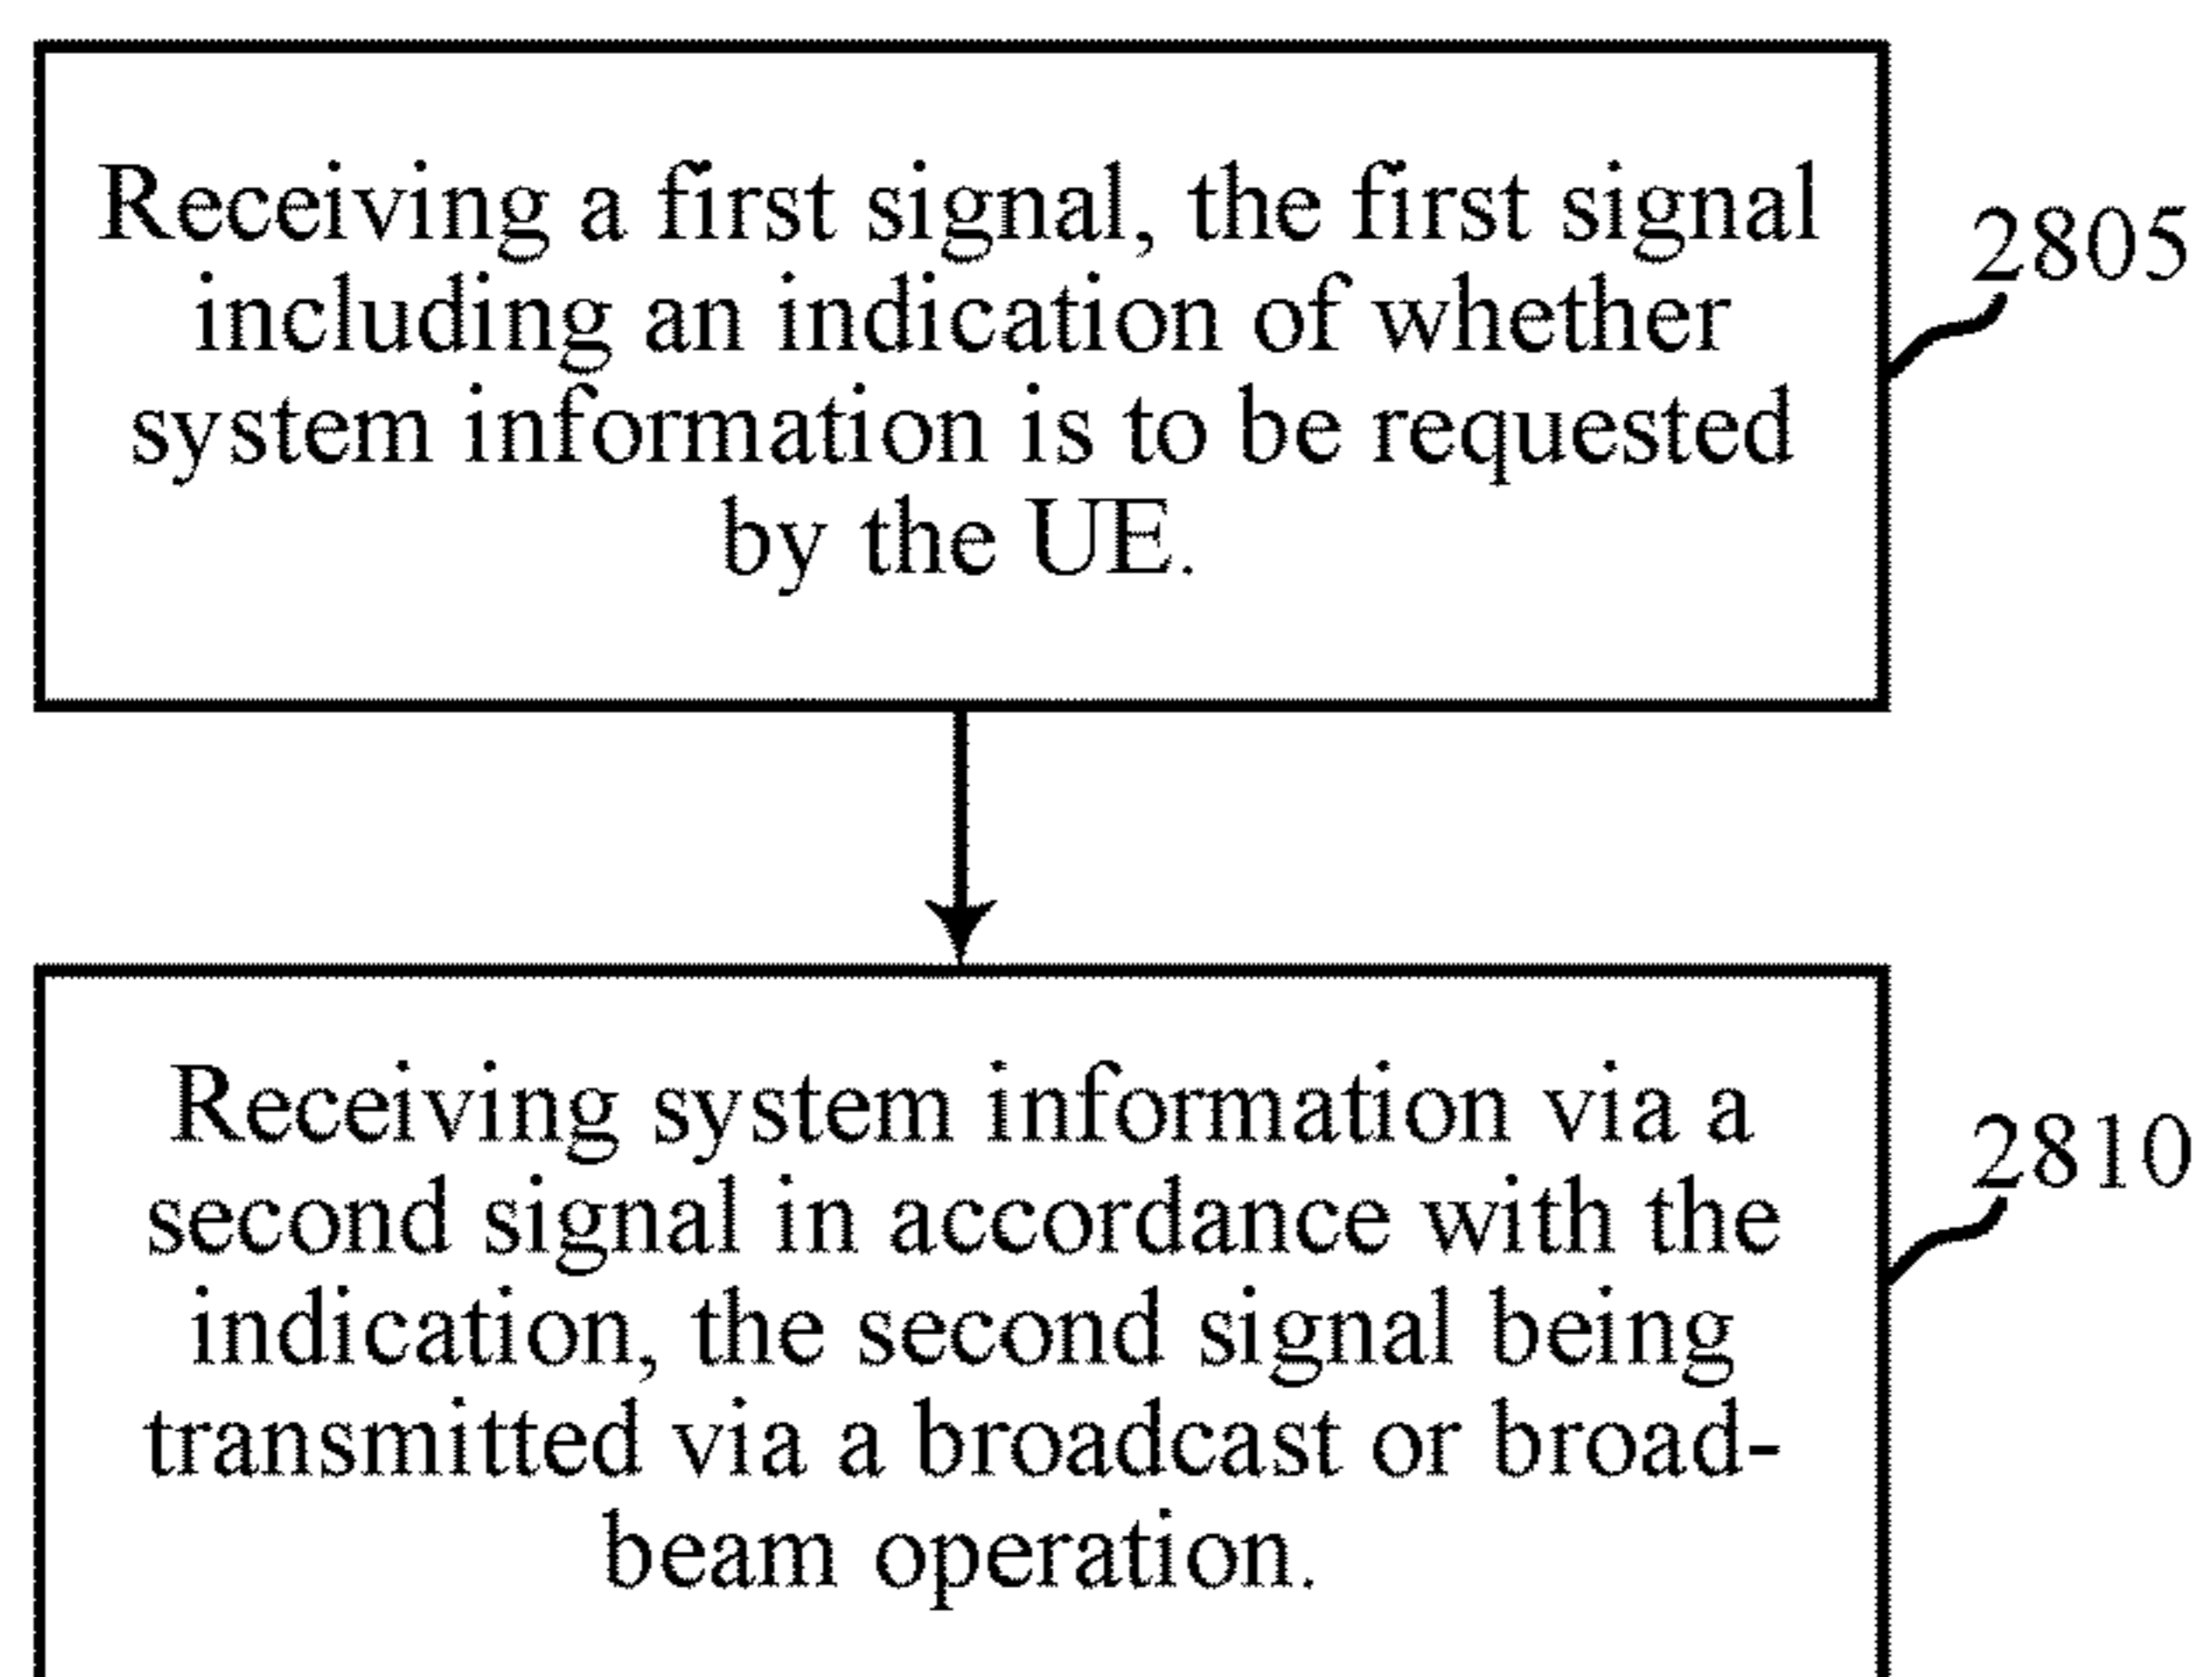 Receiving a first signal, the first signal
including an indication of whether
system information is to be requested
by the UE.
2805
Receiving system information via a
second signal in accordance with the
indication, the second signal being
transmitted via a broadcast or broad-
beam operation.
2810